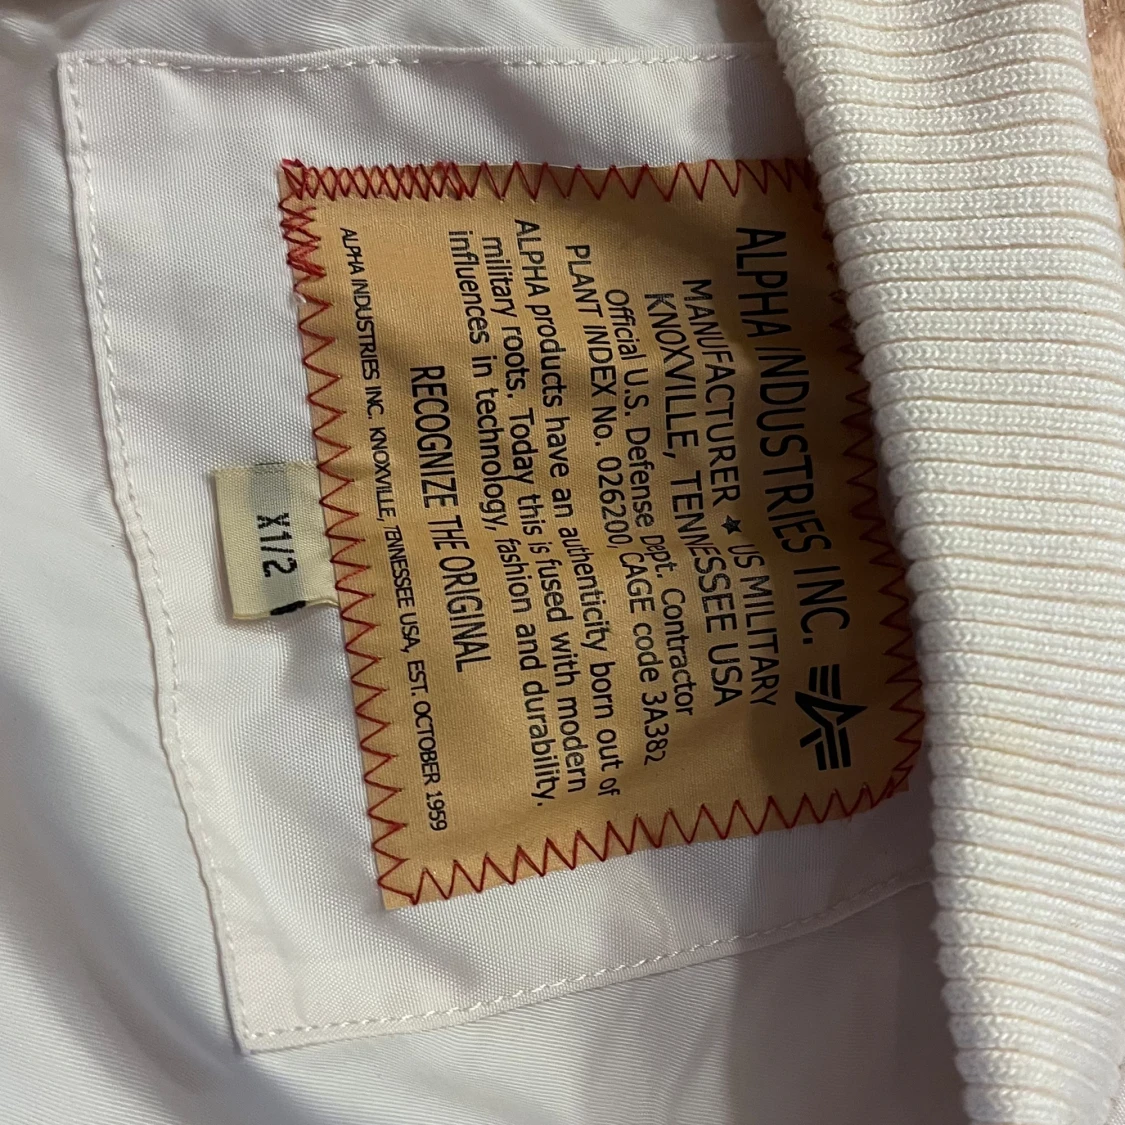 ALPHA INDUSTRIES INC.
MANUFACTURER ★ US MILITARY
KNOXVILLE, TENNESSEE USA
Official U.S. Defense Dept. Contractor
PLANT INDEX No. 026200, CAGE code 3A382
ALPHA products have an authenticity born out of
military roots. Today this is fused with modern
influences in technology, fashion and durability.
RECOGNIZE THE ORIGINAL
ALPHA INDUSTRIES INC. KNOXVILLE, TENNESSEE USA, EST. OCTOBER 1959
X1/2